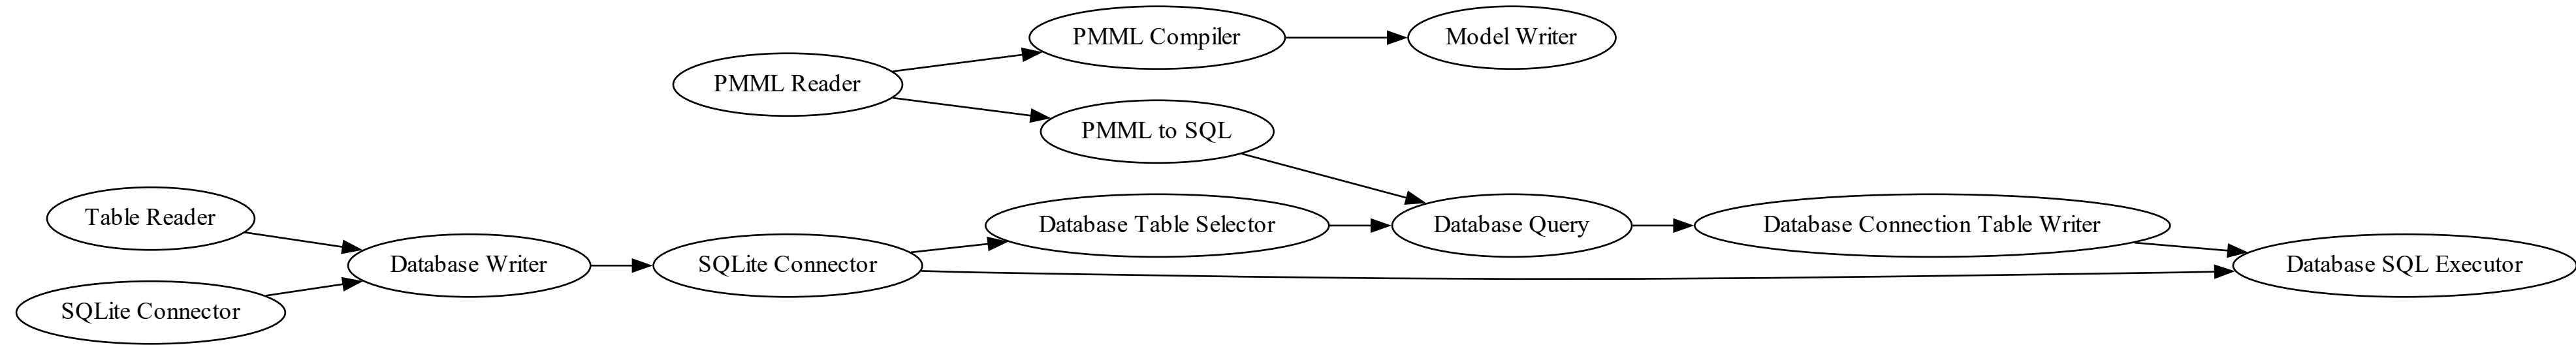 PMML Compiler
Model Writer
PMML Reader
PMML to SQL
Table Reader
Database Table Selector
Database Query
Database Connection Table Writer
Database Writer
SQLite Connector
Database SQL Executor
SQLite Connector